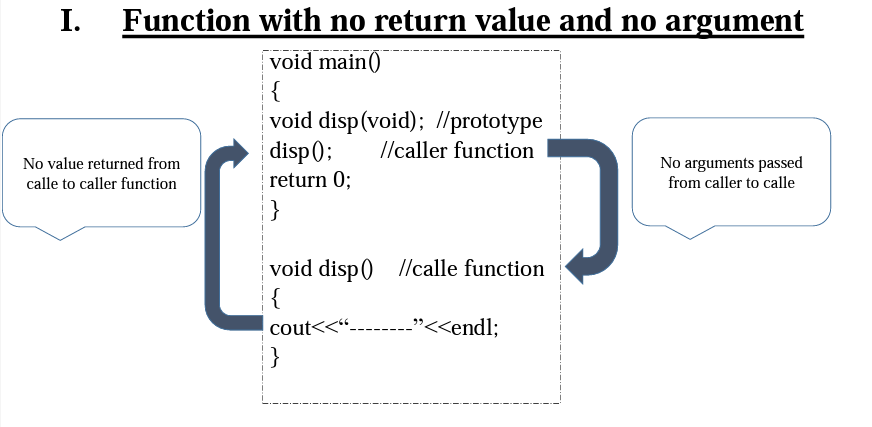 I. Function with no return value and no argument
void main()
{
void disp(void); //prototype
disp(); //caller function
return 0;
}
No value returned from
calle to caller function
No arguments passed
from caller to calle
void disp() //calle function
{
cout<<“--------”<<endl;
}